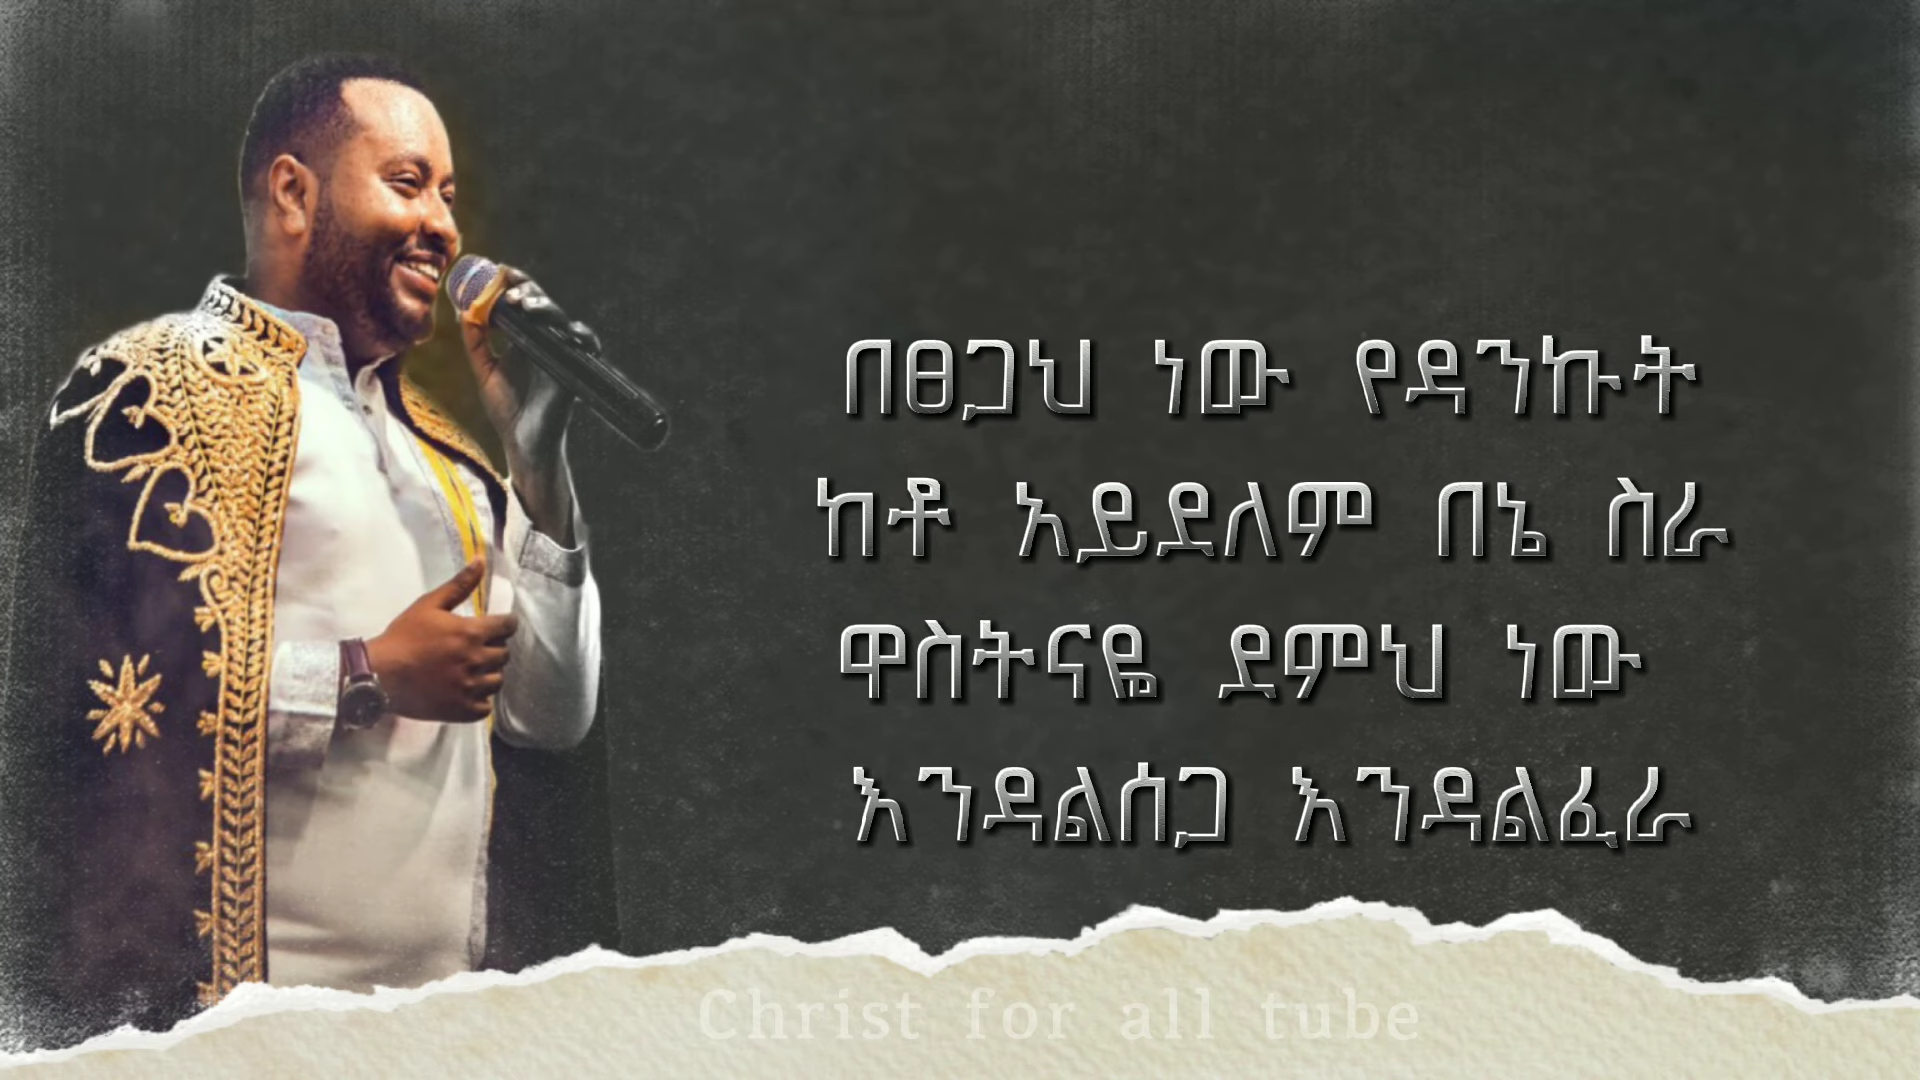 በፀጋህ ነው የዳንኩት
ከቶ አይደለም በኔ ስራ
ዋስትናዬ ደምህ ነው
እንዳልሰጋ እንዳልፈራ
Christ for all tube